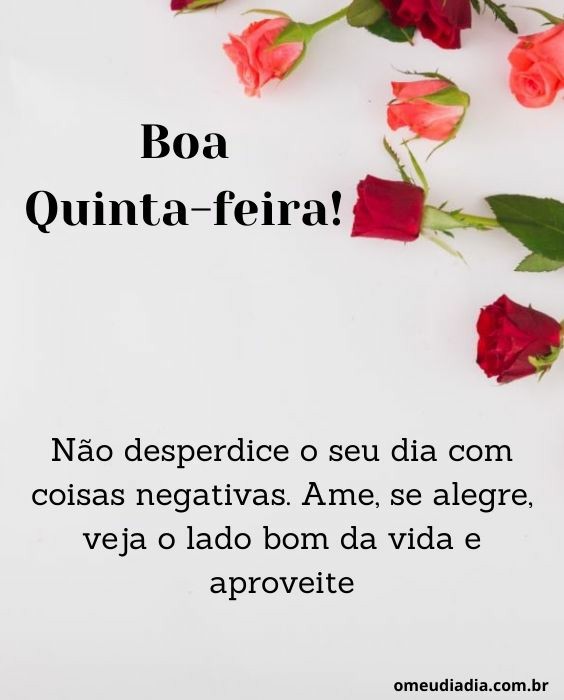 Boa
Quinta-feira!
Não desperdice o seu dia com
coisas negativas. Ame, se alegre,
veja o lado bom da vida e
aproveite
omeudiadia.com.br